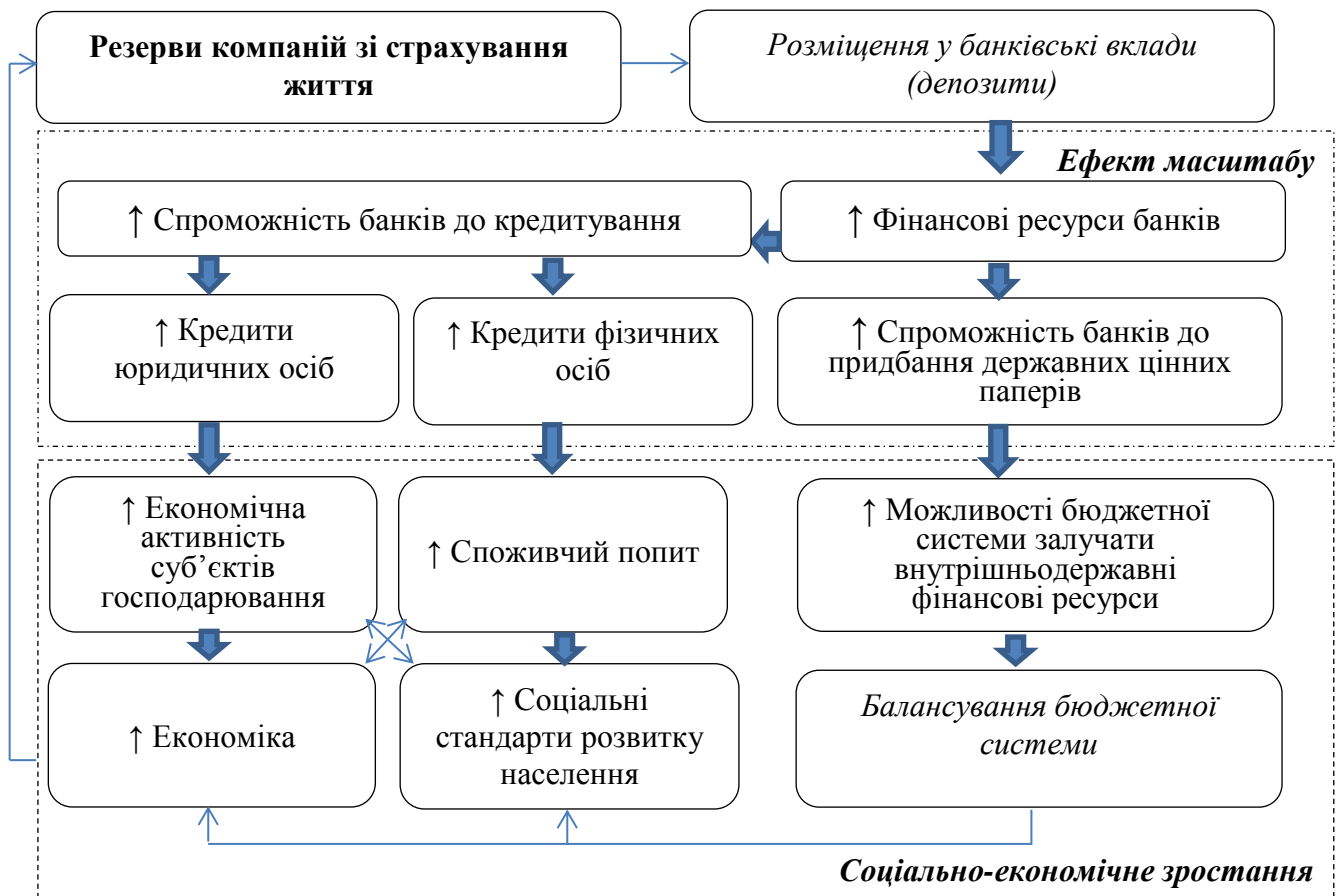 Резерви компаній зі страхування
життя
Розміщення у банківські вклади
(депозити)
Ефект масштабу
↑ Спроможність банків до кредитування
↑ Фінансові ресурси банків
↑ Кредити
юридичних осіб
↑ Кредити фізичних
осіб
↑ Спроможність банків до
придбання державних цінних
паперів
↑ Економічна
активність
суб’єктів
господарювання
↑ Споживчий попит
↑ Можливості бюджетної
системи залучати
внутрішньодержавні
фінансові ресурси
↑ Економіка
↑ Соціальні
стандарти розвитку
населення
Балансування бюджетної
системи
Соціально-економічне зростання